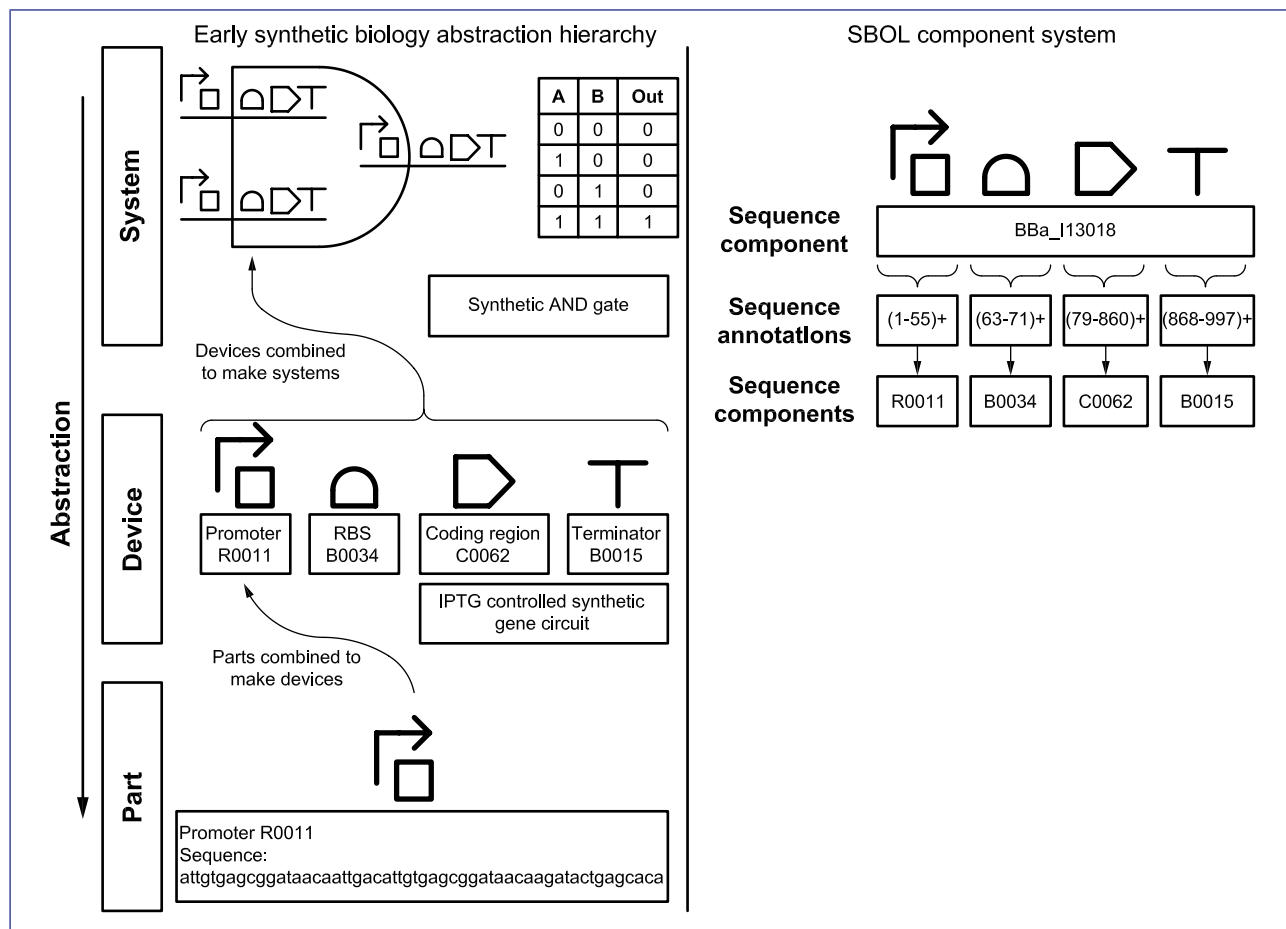 Early synthetic biology abstraction hierarchy
SBOL component system
Abstraction
System
A B Out
0 0 0
1 0 0
0 1 0
1 1 1
Synthetic AND gate
Devices combined
to make systems
Device
Promoter
R0011
RBS
B0034
Coding region
C0062
Terminator
B0015
IPTG controlled synthetic
gene circuit
Parts combined to
make devices
Part
Promoter R0011
Sequence:
attgtgagcggataacaattgacattgtgagcggataacaagatactgagcaca
Sequence
component
BBa_I13018
Sequence
annotatIons
(1-55)+
(63-71)+
(79-860)+
(868-997)+
Sequence
components
R0011
B0034
C0062
B0015